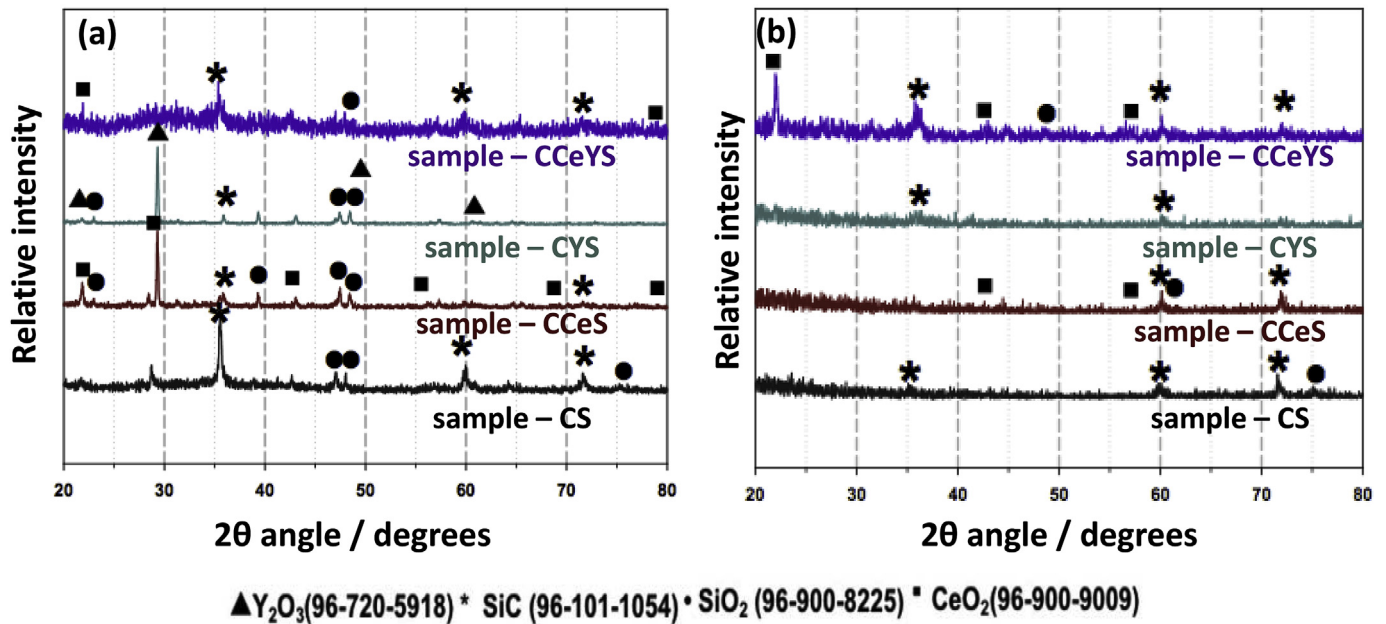 (a)
Relative intensity
sample – CCeYS
sample – CYS
sample – CCeS
sample – CS
20 30 40 50 60 70 80
2θ angle / degrees
(b)
Relative intensity
sample – CCeYS
sample – CYS
sample – CCeS
sample – CS
20 30 40 50 60 70 80
2θ angle / degrees
▲Y₂O₃(96-720-5918) * SiC (96-101-1054) • SiO₂ (96-900-8225) ▪ CeO₂(96-900-9009)